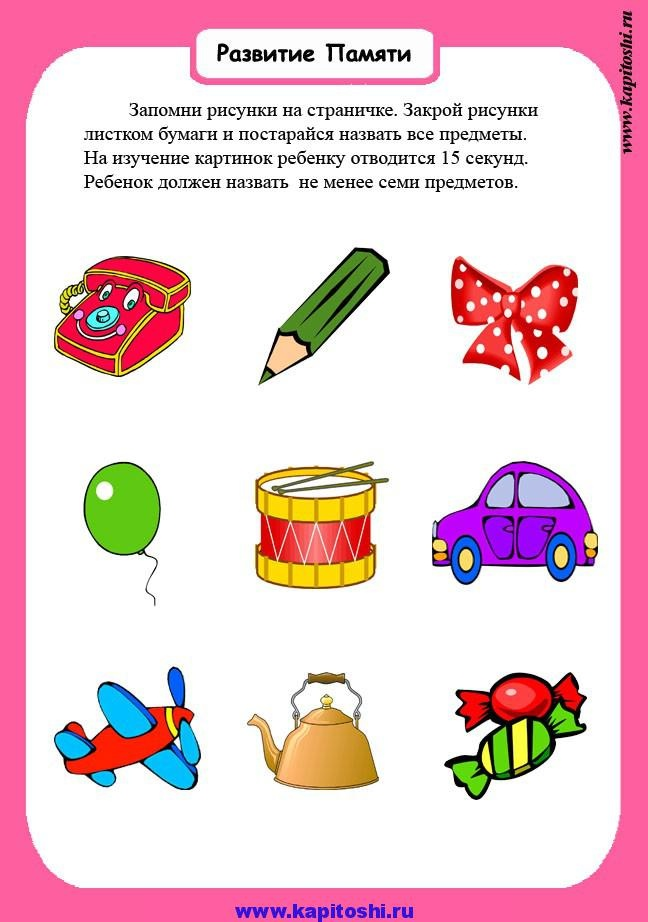 Развитие Памяти
www.kapitoshi.ru
Запомни рисунки на страничке. Закрой рисунки
листком бумаги и постарайся назвать все предметы.
На изучение картинок ребенку отводится 15 секунд.
Ребенок должен назвать не менее семи предметов.
www.kapitoshi.ru